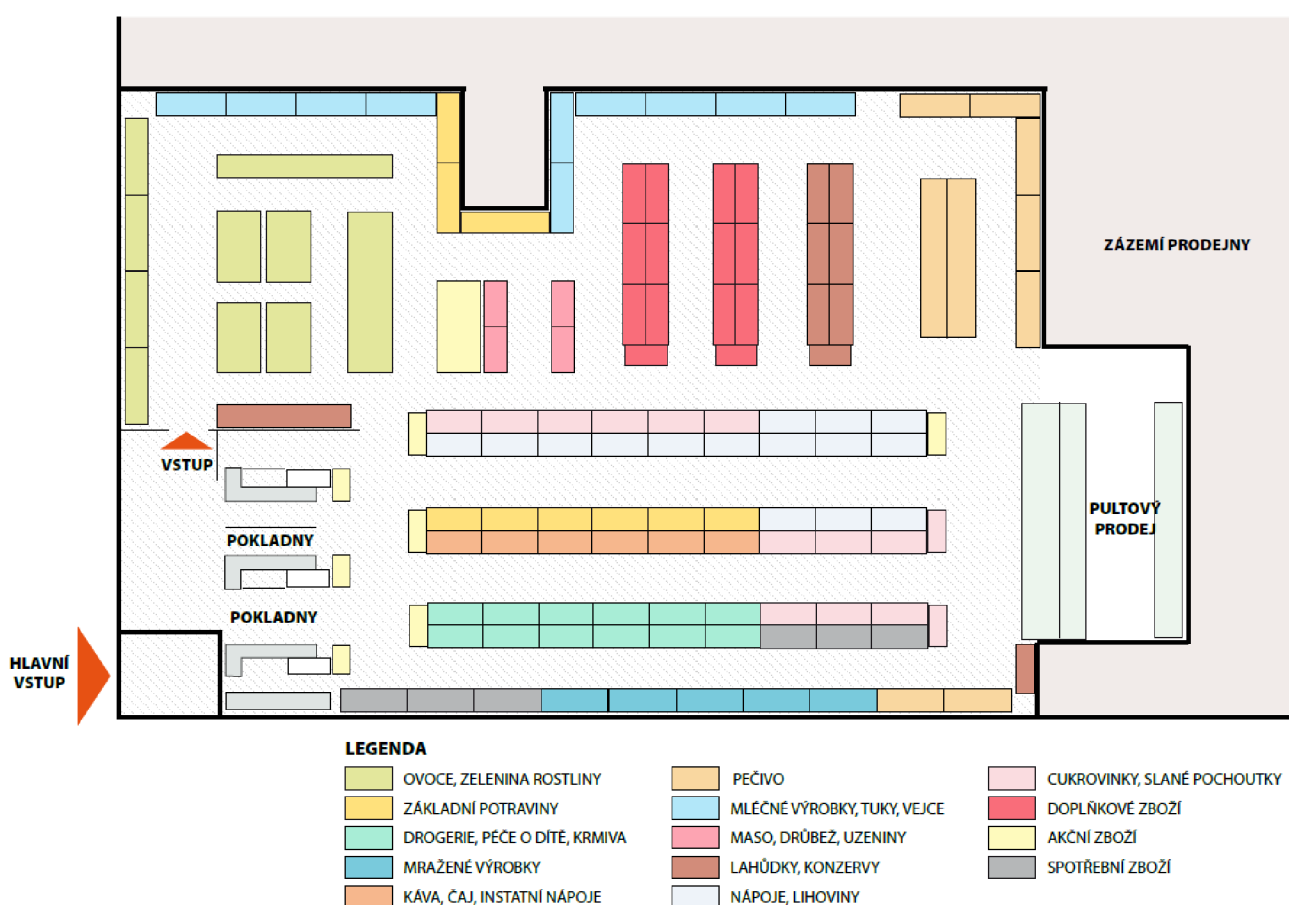 ZÁZEMÍ PRODEJNY
VSTUP
PULTOVÝ
PRODEJ
POKLADNY
POKLADNY
HLAVNÍ
VSTUP
LEGENDA
OVOCE, ZELENINA ROSTLINY
ZÁKLADNÍ POTRAVINY
DROGERIE, PÉČE O DÍTĚ, KRMIVA
MRAŽENÉ VÝROBKY
KÁVA, ČAJ, INSTATNÍ NÁPOJE
PEČIVO
MLÉČNÉ VÝROBKY, TUKY, VEJCE
MASO, DRŮBEŽ, UZENINY
LAHŮDKY, KONZERVY
NÁPOJE, LIHOVINY
CUKROVINKY, SLANÉ POCHOUTKY
DOPLŇKOVÉ ZBOŽÍ
AKČNÍ ZBOŽÍ
SPOTŘEBNÍ ZBOŽÍ